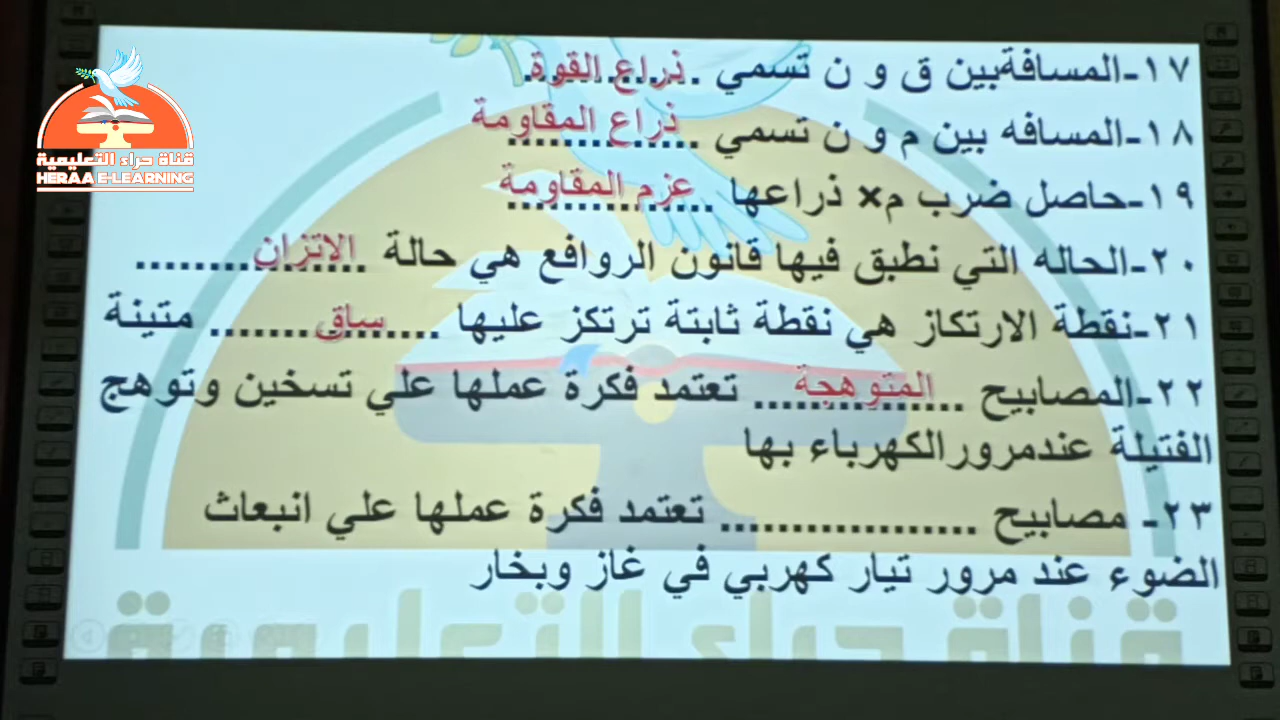 قناة حراء التعليمية
HERAA E-LEARNING
١٧-المسافةبين ق و ن تسمي ذراع القوة
١٨-المسافه بين م و ن تسمي ذراع المقاومة
١٩-حاصل ضرب م× ذراعها عزم المقاومة
٢٠-الحاله التي نطبق فيها قانون الروافع هي حالة الاتزان
٢١-نقطة الارتكاز هي نقطة ثابتة ترتكز عليها ساق متينة
٢٢-المصابيح المتوهجة تعتمد فكرة عملها علي تسخين وتوهج
الفتيلة عندمرورالكهرباء بها
٢٣- مصابيح .................. تعتمد فكرة عملها علي انبعاث
الضوء عند مرور تيار كهربي في غاز وبخار
قناة حراء التعليمية